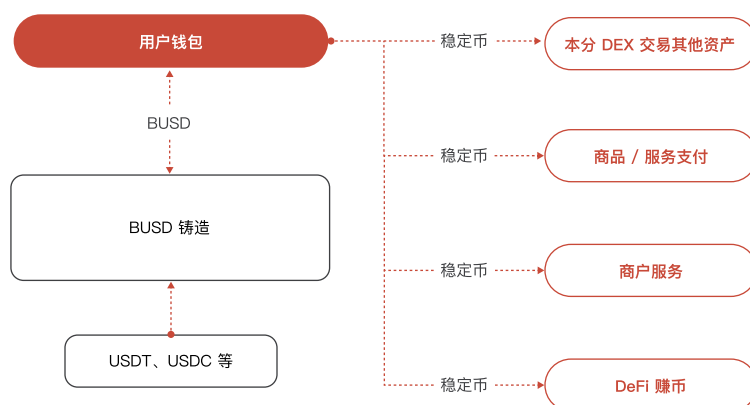 用户钱包
稳定币
本分 DEX 交易其他资产
BUSD
稳定币
商品 / 服务支付
BUSD 铸造
稳定币
商户服务
USDT、USDC 等
稳定币
DeFi 赚币